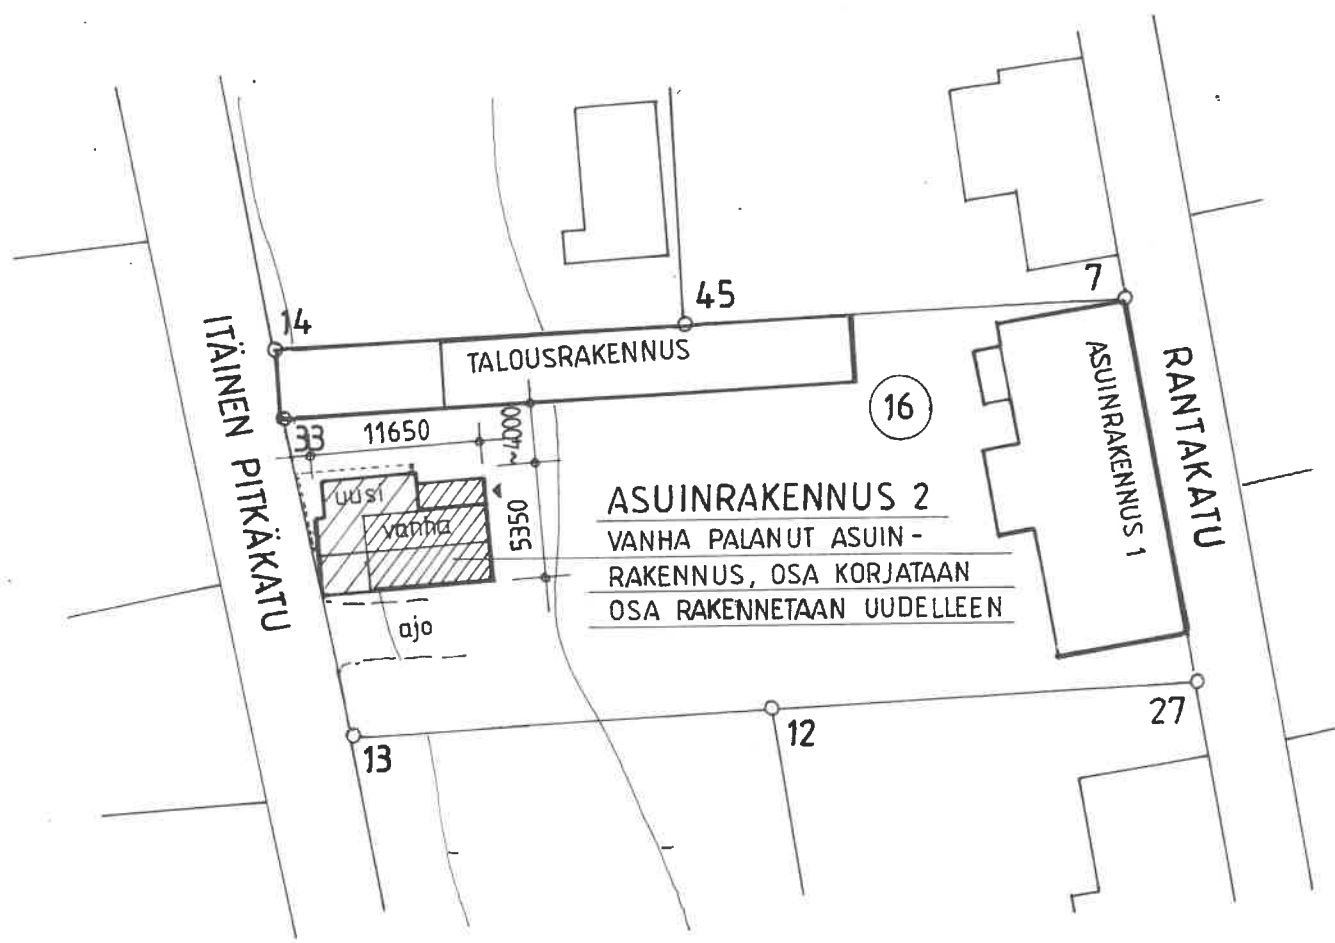 7
45
14
ITÄINEN PITKÄKATU
TALOUSRAKENNUS
RANTAKATU
ASUINRAKENNUS 1
16
33
11650
~4000
uusi
vanha
5350
ASUINRAKENNUS 2
VANHA PALANUT ASUIN-
RAKENNUS, OSA KORJATAAN
OSA RAKENNETAAN UUDELLEEN
ajo
27
12
13